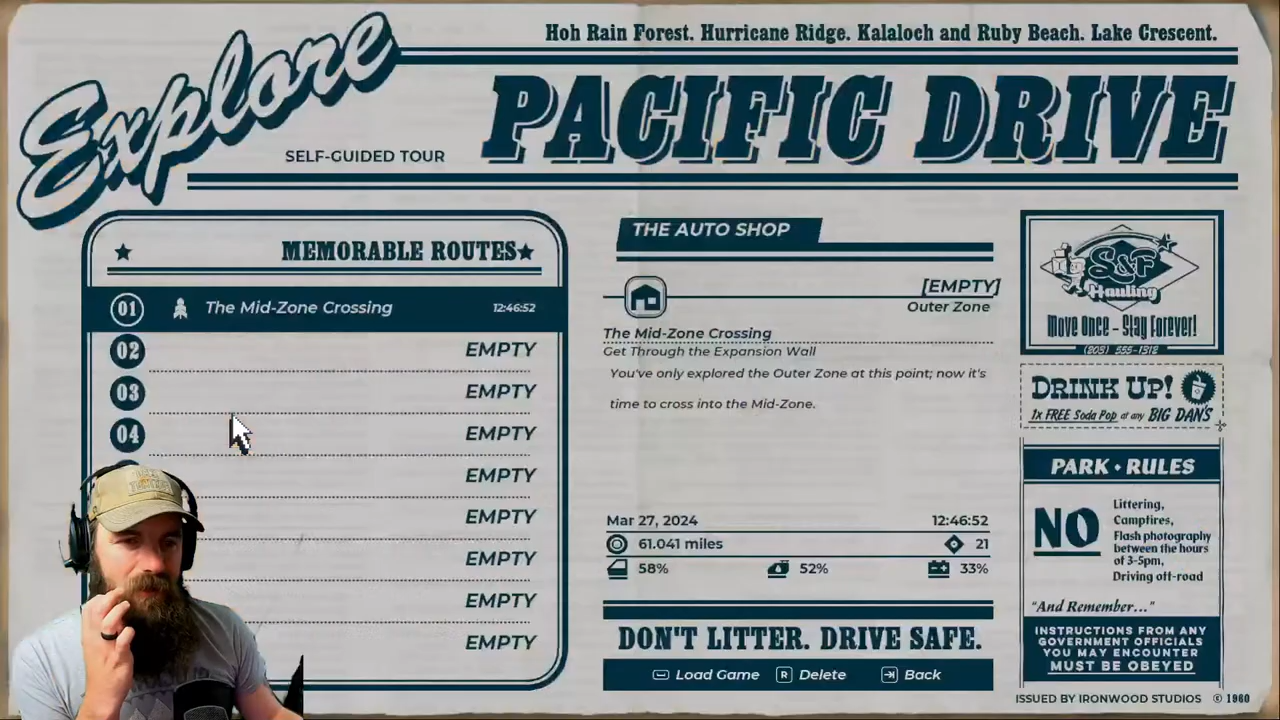 Hoh Rain Forest. Hurricane Ridge. Kalaloch and Ruby Beach. Lake Crescent.
Explore
PACIFIC DRIVE
SELF-GUIDED TOUR
MEMORABLE ROUTES
01 The Mid-Zone Crossing 12:46:52
02 EMPTY
03 EMPTY
04 EMPTY
EMPTY
EMPTY
EMPTY
EMPTY
EMPTY
THE AUTO SHOP
[EMPTY]
Outer Zone
The Mid-Zone Crossing
Get Through the Expansion Wall
You've only explored the Outer Zone at this point; now it's
time to cross into the Mid-Zone.
Mar 27, 2024 12:46:52
61.041 miles 21
58% 52% 33%
DON'T LITTER. DRIVE SAFE.
Load Game R Delete Back
S&F
Hauling
Move Once - Stay Forever!
(203) 555-1312
DRINK UP!
1x FREE Soda Pop at any BIG DAN'S
PARK • RULES
NO
Littering,
Campfires,
Flash photography
between the hours
of 3-5pm,
Driving off-road
"And Remember..."
INSTRUCTIONS FROM ANY
GOVERNMENT OFFICIALS
YOU MAY ENCOUNTER
MUST BE OBEYED
ISSUED BY IRONWOOD STUDIOS © 1960